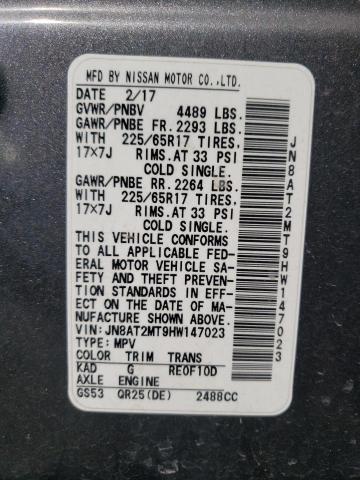 MFD BY NISSAN MOTOR CO.,LTD.
DATE 2/17
GVWR/PNBV 4489 LBS.
GAWR/PNBE FR. 2293 LBS.
WITH 225/65R17 TIRES,
17×7J RIMS.AT 33 PSI
COLD SINGLE.
GAWR/PNBE RR. 2264 LBS.
WITH 225/65R17 TIRES,
17×7J RIMS.AT 33 PSI
COLD SINGLE.
THIS VEHICLE CONFORMS TO
ALL APPLICABLE FED-
ERAL MOTOR VEHICLE SA-
FETY AND THEFT PREVEN-
TION STANDARDS IN EFF-
ECT ON THE DATE OF MA-
NUFACTURE SHOWN ABOVE.
VIN:JN8AT2MT9HW147023
TYPE: MPV
COLOR TRIM TRANS
KAD G RE0F10D
AXLE ENGINE
GS53 QR25(DE) 2488CC
JN8AT2MT9HW147023